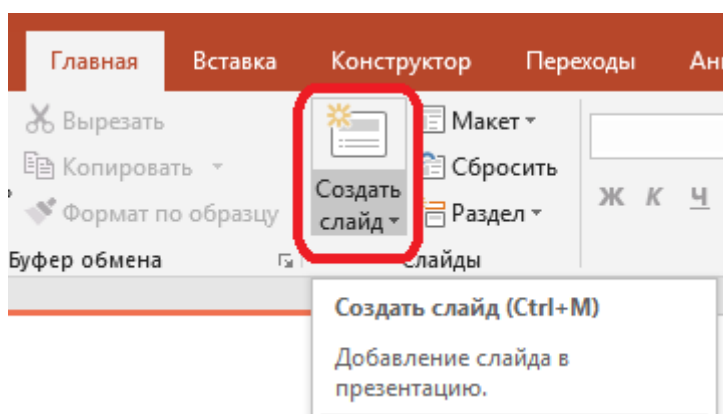 Главная Вставка Конструктор Переходы
Вырезать
Копировать
Формат по образцу
Буфер обмена
Создать
слайд
Макет
Сбросить
Раздел
Слайды
Ж К Ч
Создать слайд (Ctrl+M)
Добавление слайда в
презентацию.